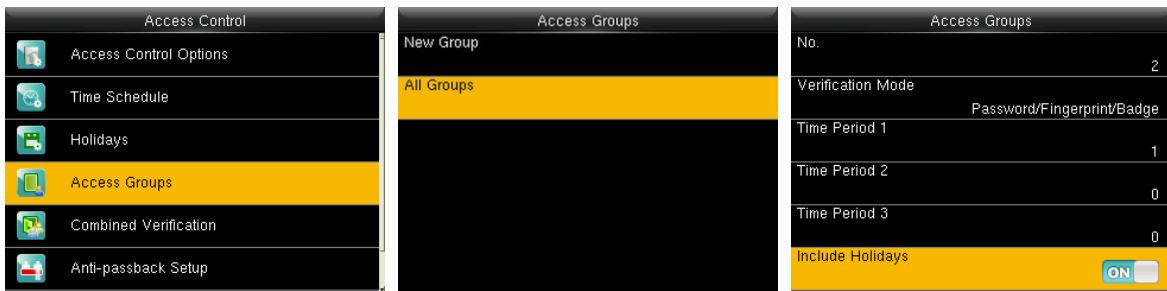 Access Control
Access Control Options
Time Schedule
Holidays
Access Groups
Combined Verification
Anti-passback Setup
Access Groups
New Group
All Groups
Access Groups
No.
2
Verification Mode
Password/Fingerprint/Badge
Time Period 1
1
Time Period 2
0
Time Period 3
0
Include Holidays
ON